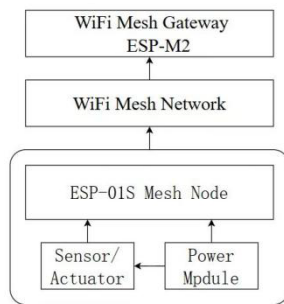 WiFi Mesh Gateway
ESP-M2
WiFi Mesh Network
ESP-01S Mesh Node
Sensor/
Actuator
Power
Mpdule